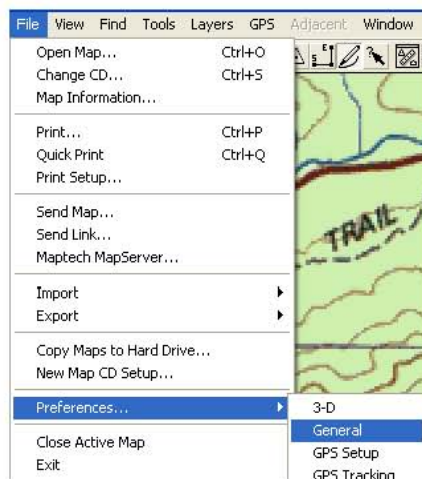 File View Find Tools Layers GPS Adjacent Window
Open Map... Ctrl+O
Change CD... Ctrl+S
Map Information...
Print... Ctrl+P
Quick Print Ctrl+Q
Print Setup...
Send Map...
Send Link...
Maptech MapServer...
Import
Export
Copy Maps to Hard Drive...
New Map CD Setup...
Preferences...
Close Active Map
Exit
3-D
General
GPS Setup
GPS Tracking
TRAIL